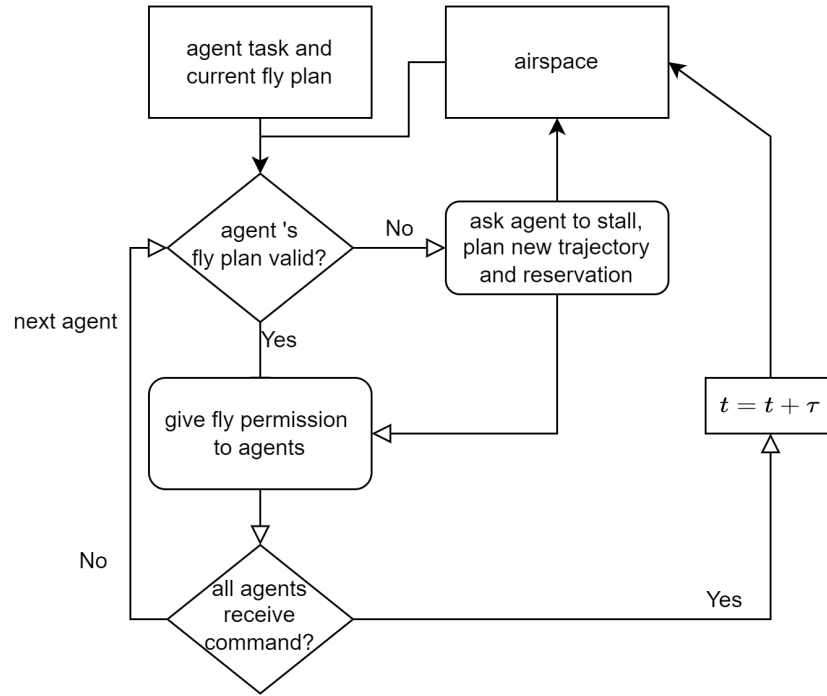 agent task and
current fly plan
airspace
agent 's
fly plan valid?
No
ask agent to stall,
plan new trajectory
and reservation
next agent
Yes
give fly permission
to agents
t = t + τ
No
all agents
receive
command?
Yes